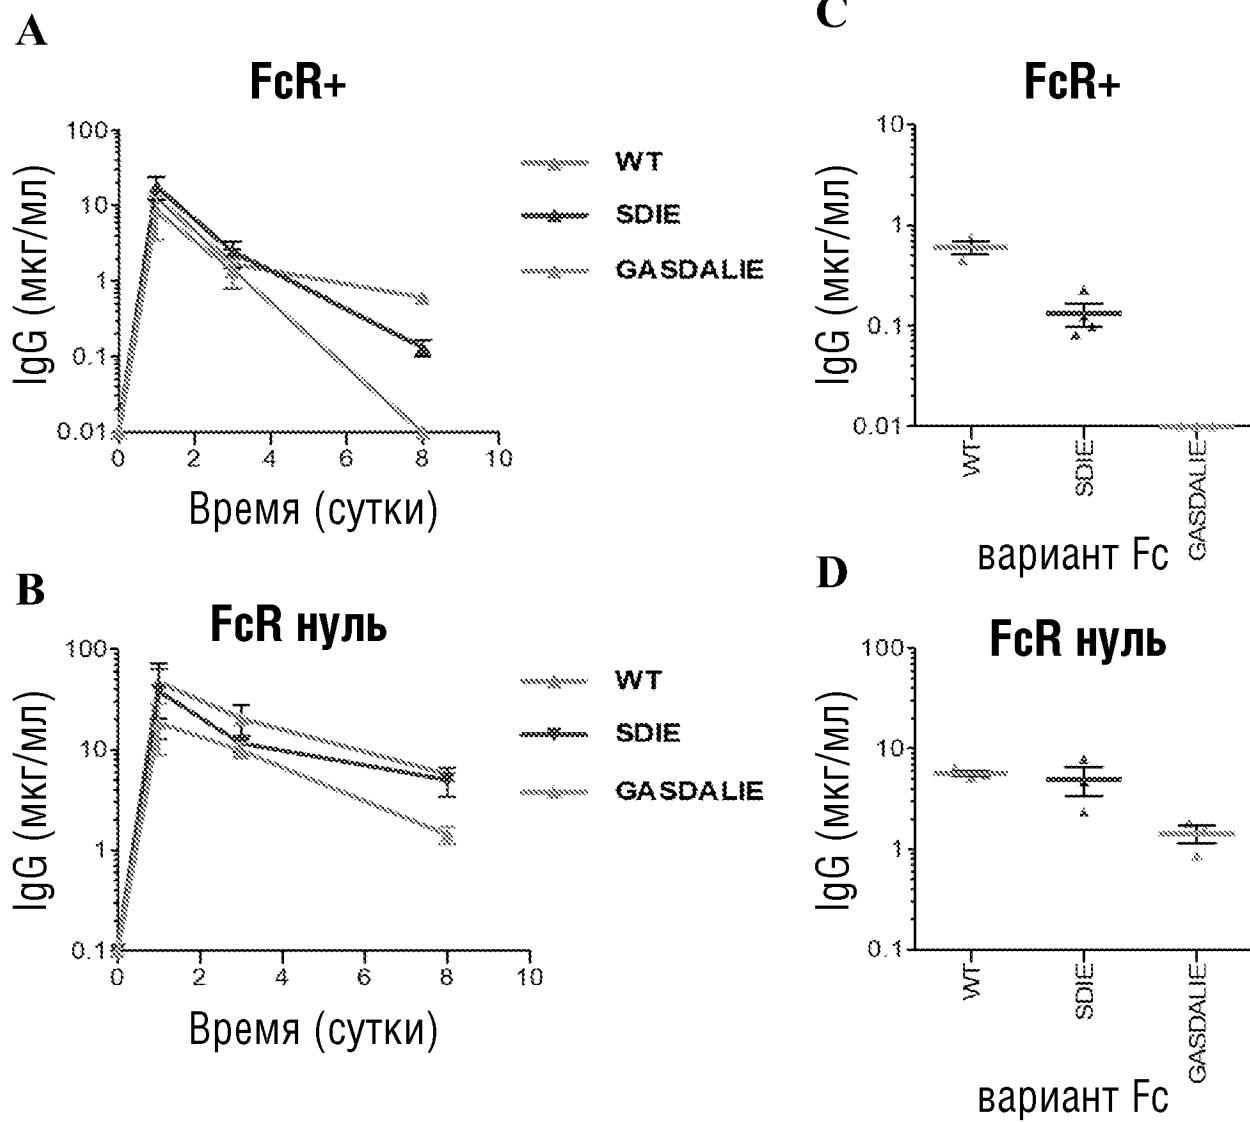 A
FcR+
IgG (мкг/мл)
100
10
1
0.1
0.01
0 2 4 6 8 10
Время (сутки)
WT
SDIE
GASDALIE
C
FcR+
IgG (мкг/мл)
10
1
0.1
0.01
WT SDIE GASDALIE
вариант Fc
B
FcR нуль
IgG (мкг/мл)
100
10
1
0.1
0 2 4 6 8 10
Время (сутки)
WT
SDIE
GASDALIE
D
FcR нуль
IgG (мкг/мл)
100
10
1
0.1
WT SDIE GASDALIE
вариант Fc